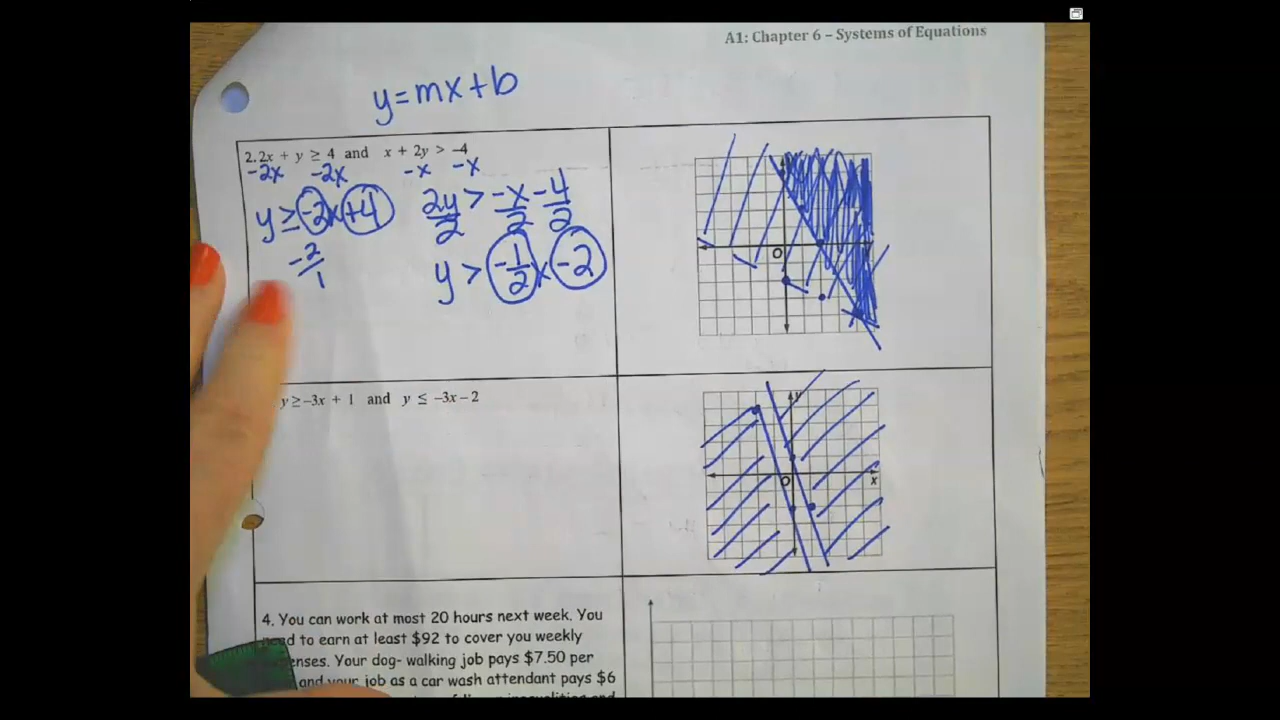 A1: Chapter 6 – Systems of Equations
y=mx+b
2. 2x + y ≥ 4 and x + 2y > -4
-2x -2x -x -x
y ≥ -2x +4
-2/1
2y/2 > -x/2 -4/2
y > -1/2 x -2
O
y ≥ -3x + 1 and y ≤ -3x – 2
y
O
x
4. You can work at most 20 hours next week. You
to earn at least $92 to cover you weekly
Your dog- walking job pays $7.50 per
and your job as a car wash attendant pays $6